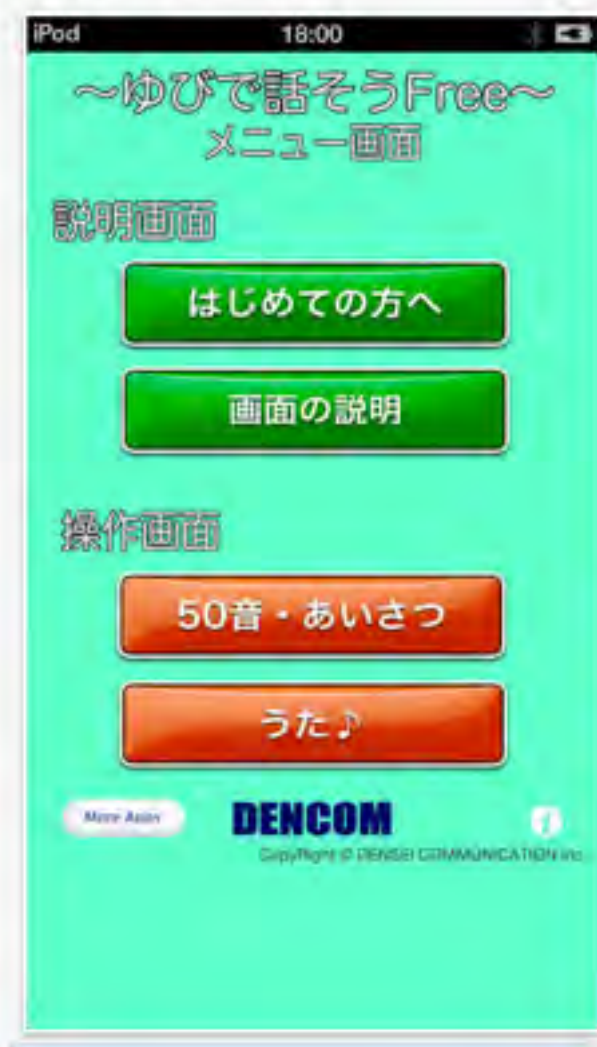 iPod 18:00
〜ゆびで話そうFree〜
メニュー画面
説明画面
はじめての方へ
画面の説明
操作画面
50音・あいさつ
うた♪
DENCOM
CopyRight © DENSEI COMMUNICATION Inc.